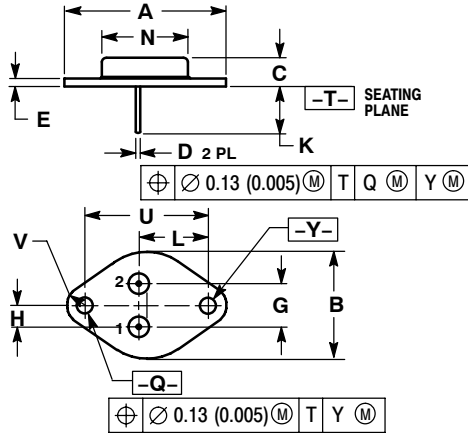 A
N
C
E
–T– SEATING
PLANE
K
D 2 PL
⌖ ∅ 0.13 (0.005) Ⓜ T Q Ⓜ Y Ⓜ
U
V
L
–Y–
2
G
B
H
1
–Q–
⌖ ∅ 0.13 (0.005) Ⓜ T Y Ⓜ